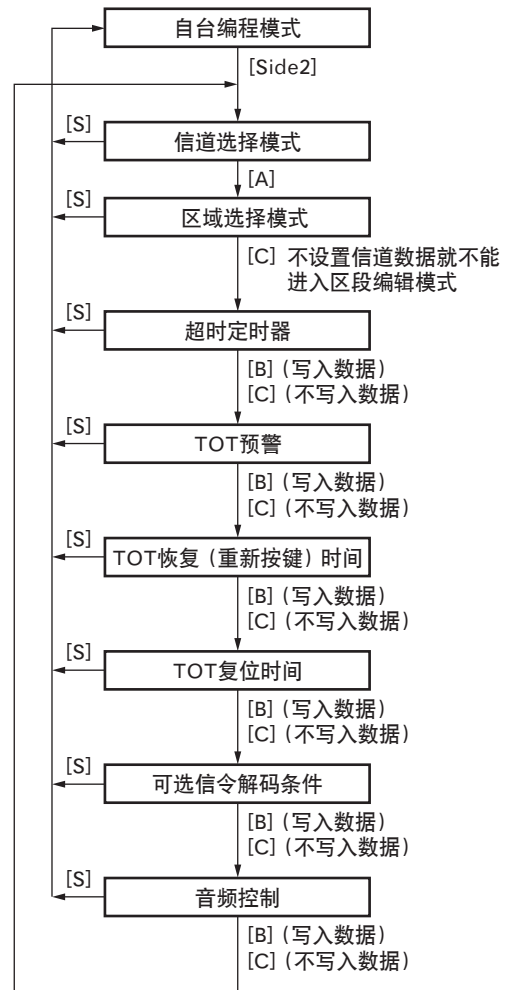 自台编程模式
[Side2]
[S]
信道选择模式
[A]
[S]
区域选择模式
[C] 不设置信道数据就不能
进入区段编辑模式
[S]
超时定时器
[B] (写入数据)
[C] (不写入数据)
[S]
TOT预警
[B] (写入数据)
[C] (不写入数据)
[S]
TOT恢复 (重新按键) 时间
[B] (写入数据)
[C] (不写入数据)
[S]
TOT复位时间
[B] (写入数据)
[C] (不写入数据)
[S]
可选信令解码条件
[B] (写入数据)
[C] (不写入数据)
[S]
音频控制
[B] (写入数据)
[C] (不写入数据)